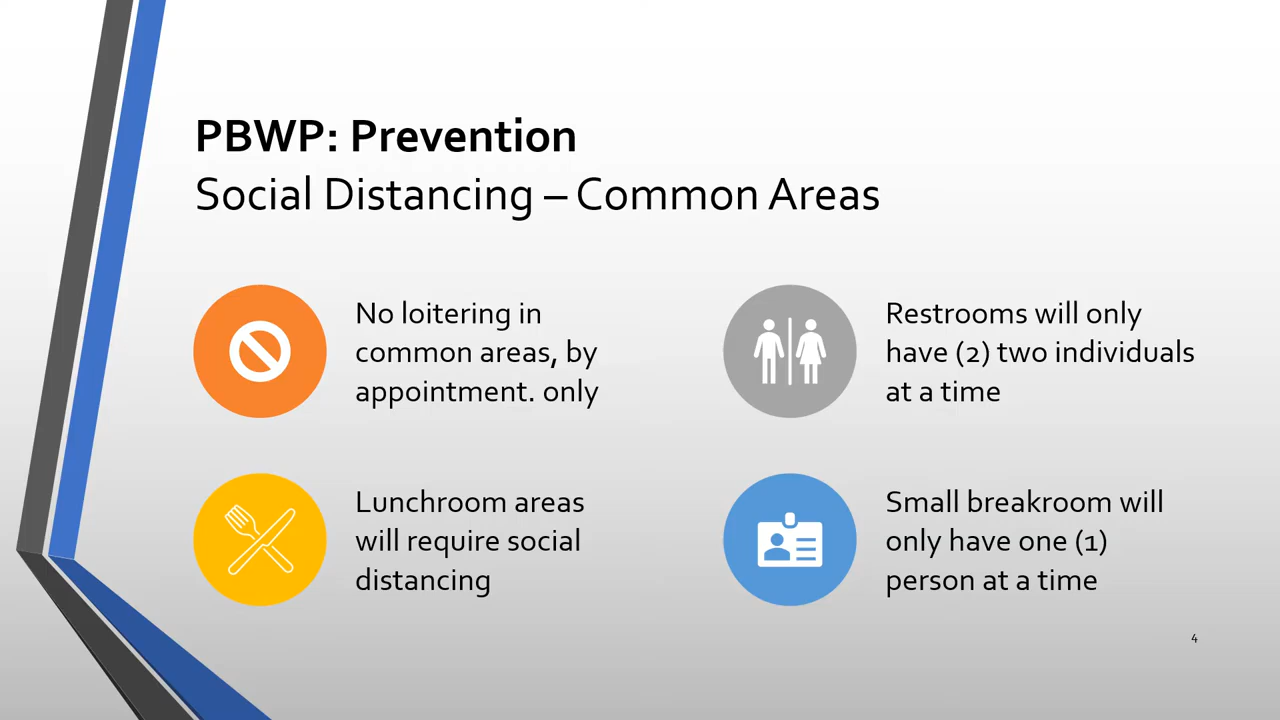 PBWP: Prevention
Social Distancing – Common Areas
No loitering in
common areas, by
appointment. only
Restrooms will only
have (2) two individuals
at a time
Lunchroom areas
will require social
distancing
Small breakroom will
only have one (1)
person at a time
4